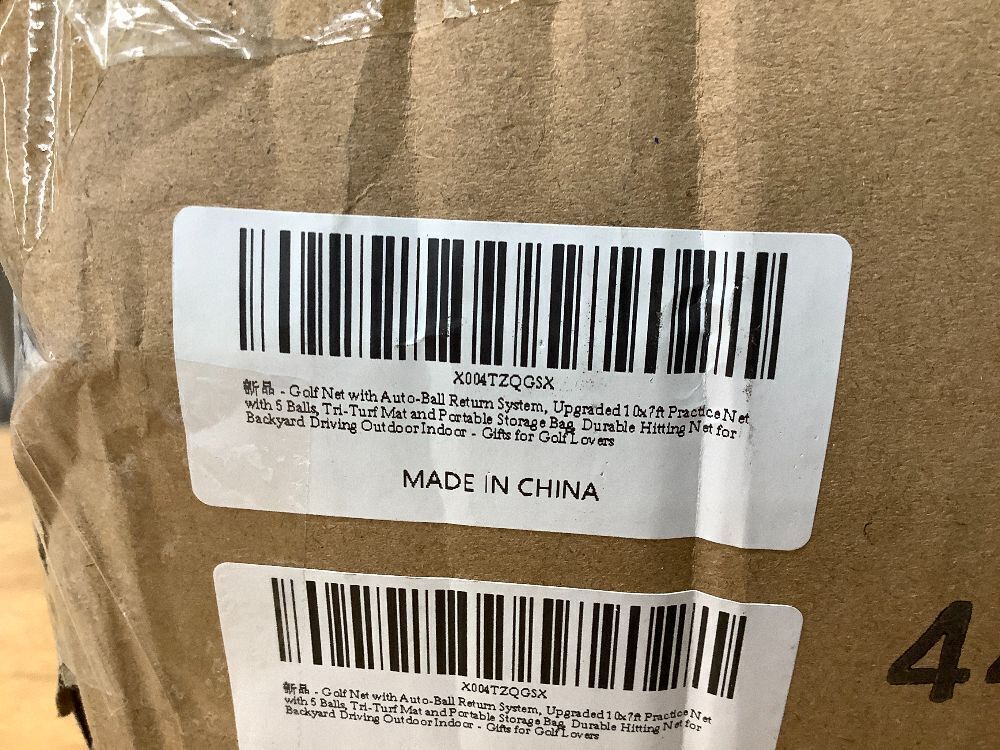 X004TZQGSX
新品 - Golf Net with Auto-Ball Return System, Upgraded 10x7ft Practice Net
with 5 Balls, Tri-Turf Mat and Portable Storage Bag, Durable Hitting Net for
Backyard Driving Outdoor Indoor - Gifts for Golf Lovers
MADE IN CHINA
X004TZQGSX
新品 - Golf Net with Auto-Ball Return System, Upgraded 10x7ft Practice Net
with 5 Balls, Tri-Turf Mat and Portable Storage Bag, Durable Hitting Net for
Backyard Driving Outdoor Indoor - Gifts for Golf Lovers
4